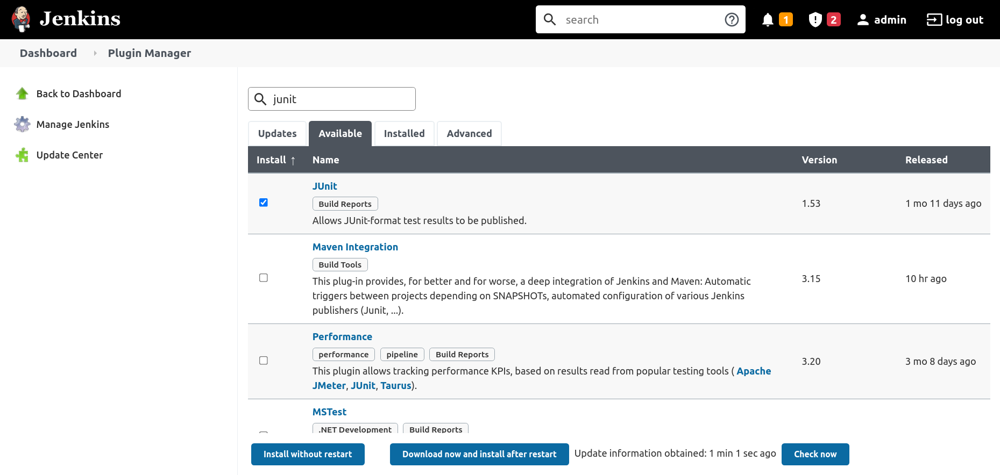 Jenkins
search
1
2
admin
log out
Dashboard
Plugin Manager
Back to Dashboard
Manage Jenkins
Update Center
junit
Updates
Available
Installed
Advanced
Install ↑
Name
Version
Released
JUnit
Build Reports
Allows JUnit-format test results to be published.
1.53
1 mo 11 days ago
Maven Integration
Build Tools
This plug-in provides, for better and for worse, a deep integration of Jenkins and Maven: Automatic
triggers between projects depending on SNAPSHOTs, automated configuration of various Jenkins
publishers (Junit, ...).
3.15
10 hr ago
Performance
performance
pipeline
Build Reports
This plugin allows tracking performance KPIs, based on results read from popular testing tools ( Apache
JMeter, JUnit, Taurus).
3.20
3 mo 8 days ago
MSTest
.NET Development
Build Reports
Install without restart
Download now and install after restart
Update information obtained: 1 min 1 sec ago
Check now